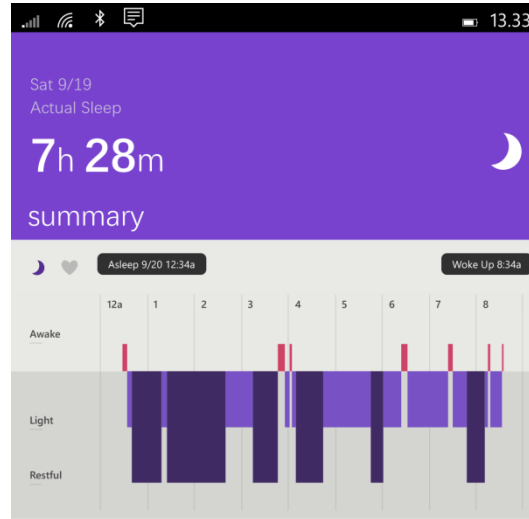 13.33
Sat 9/19
Actual Sleep
7h 28m
summary
Asleep 9/20 12:34a
Woke Up 8:34a
12a 1 2 3 4 5 6 7 8
Awake
Light
Restful